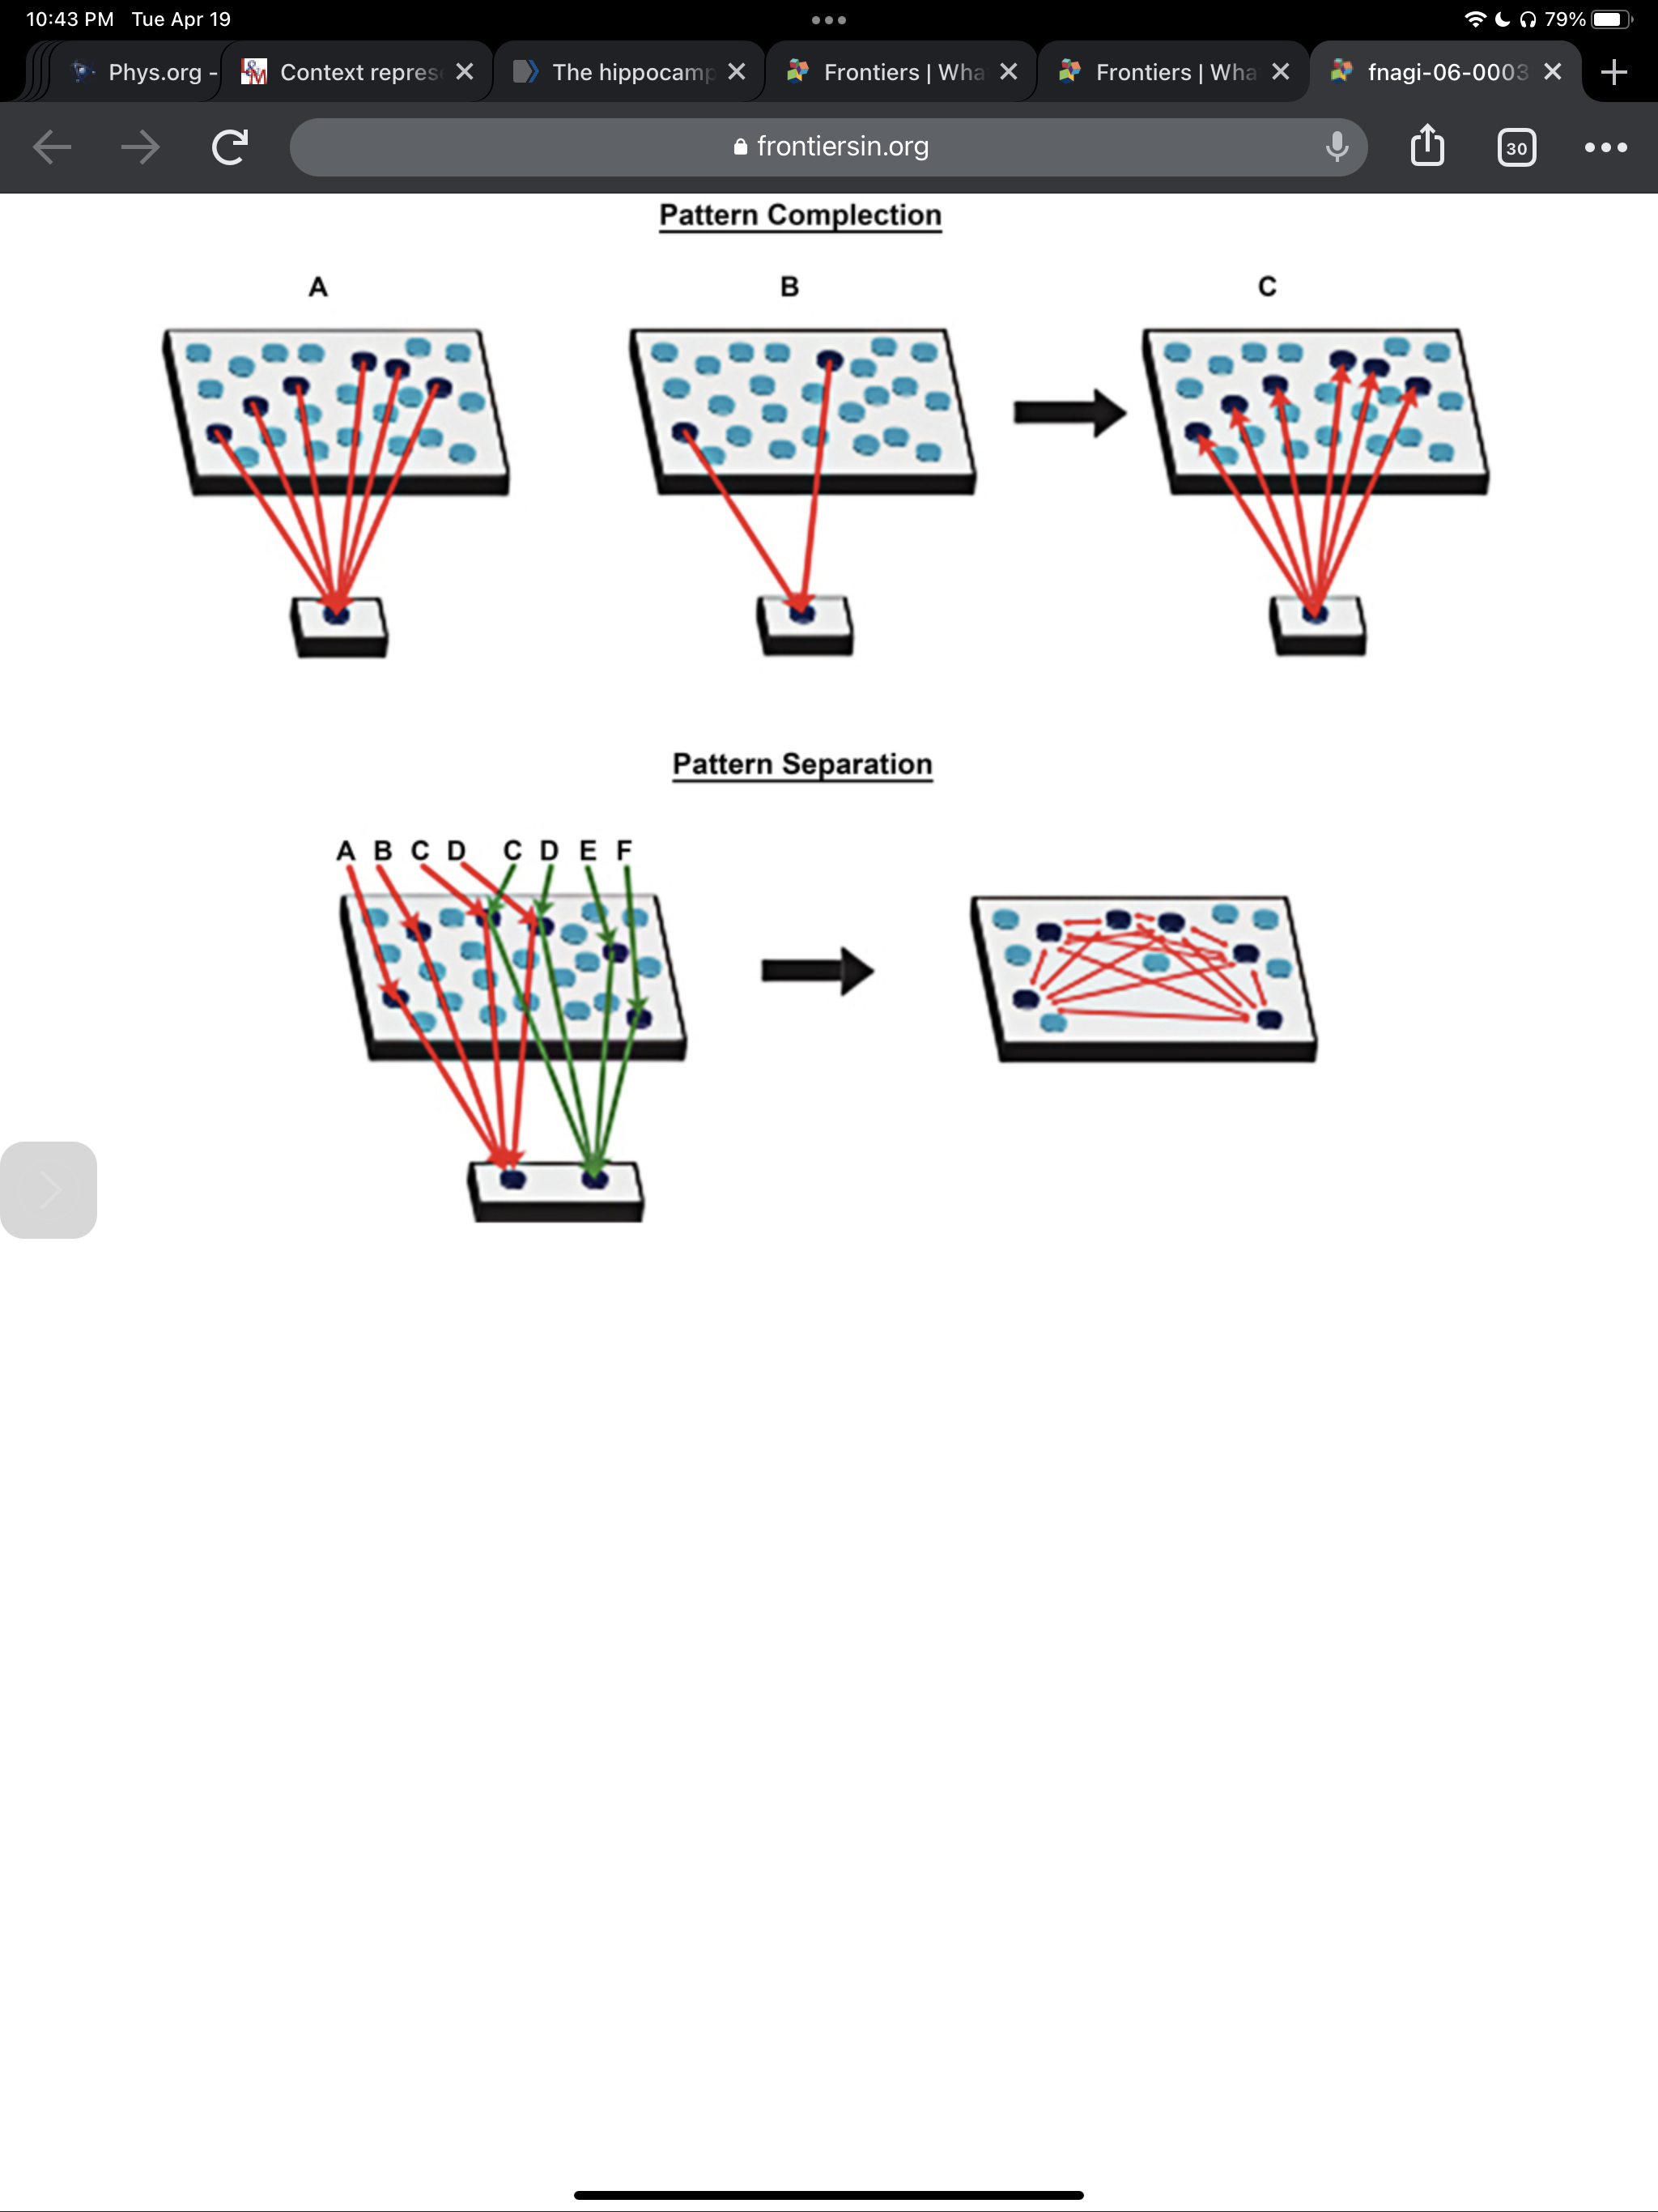 10:43 PM Tue Apr 19
79%
Phys.org -
Context repres
The hippocamp
Frontiers | Wha
Frontiers | Wha
fnagi-06-0003
frontiersin.org
30
Pattern Complection
A B C
Pattern Separation
A B C D C D E F